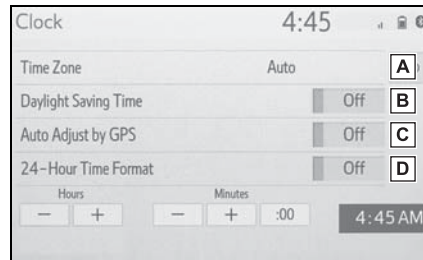 Clock 4:45
Time Zone Auto A
Daylight Saving Time Off B
Auto Adjust by GPS Off C
24-Hour Time Format Off D
Hours Minutes
− + − + :00 4:45 AM